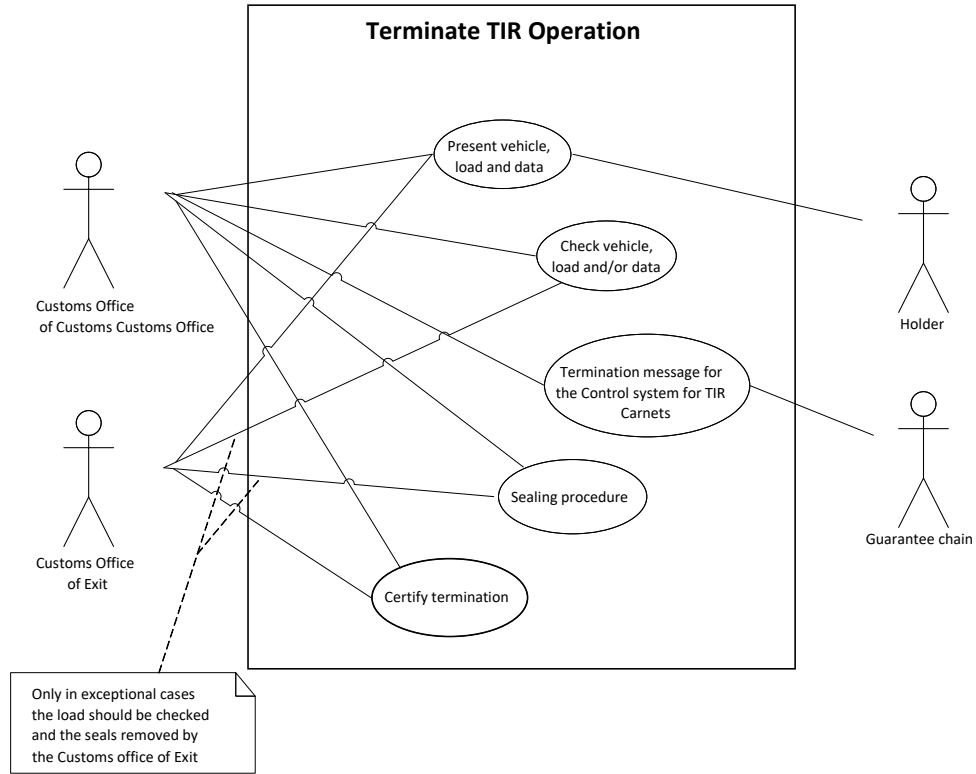 Terminate TIR Operation
Present vehicle,
load and data
Check vehicle,
load and/or data
Customs Office
of Customs Customs Office
Holder
Termination message for
the Control system for TIR
Carnets
Sealing procedure
Guarantee chain
Customs Office
of Exit
Certify termination
Only in exceptional cases
the load should be checked
and the seals removed by
the Customs office of Exit